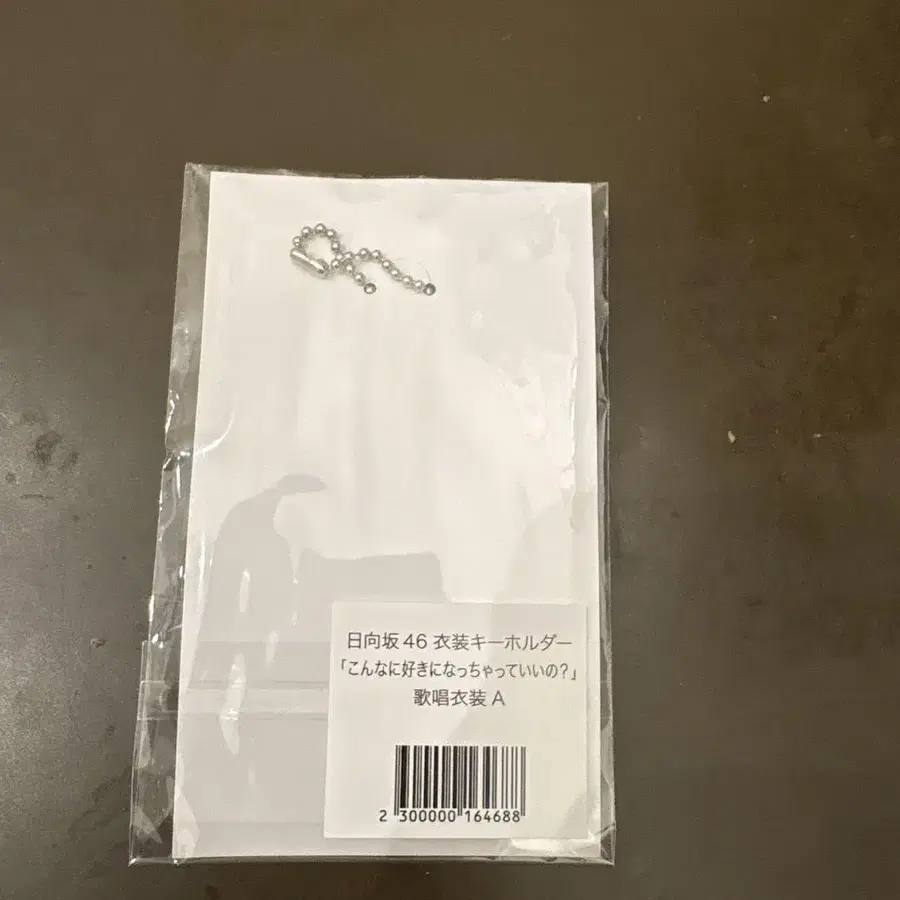 日向坂46 衣装キーホルダー
「こんなに好きになっちゃっていいの?」
歌唱衣装 A
2 300000 164688